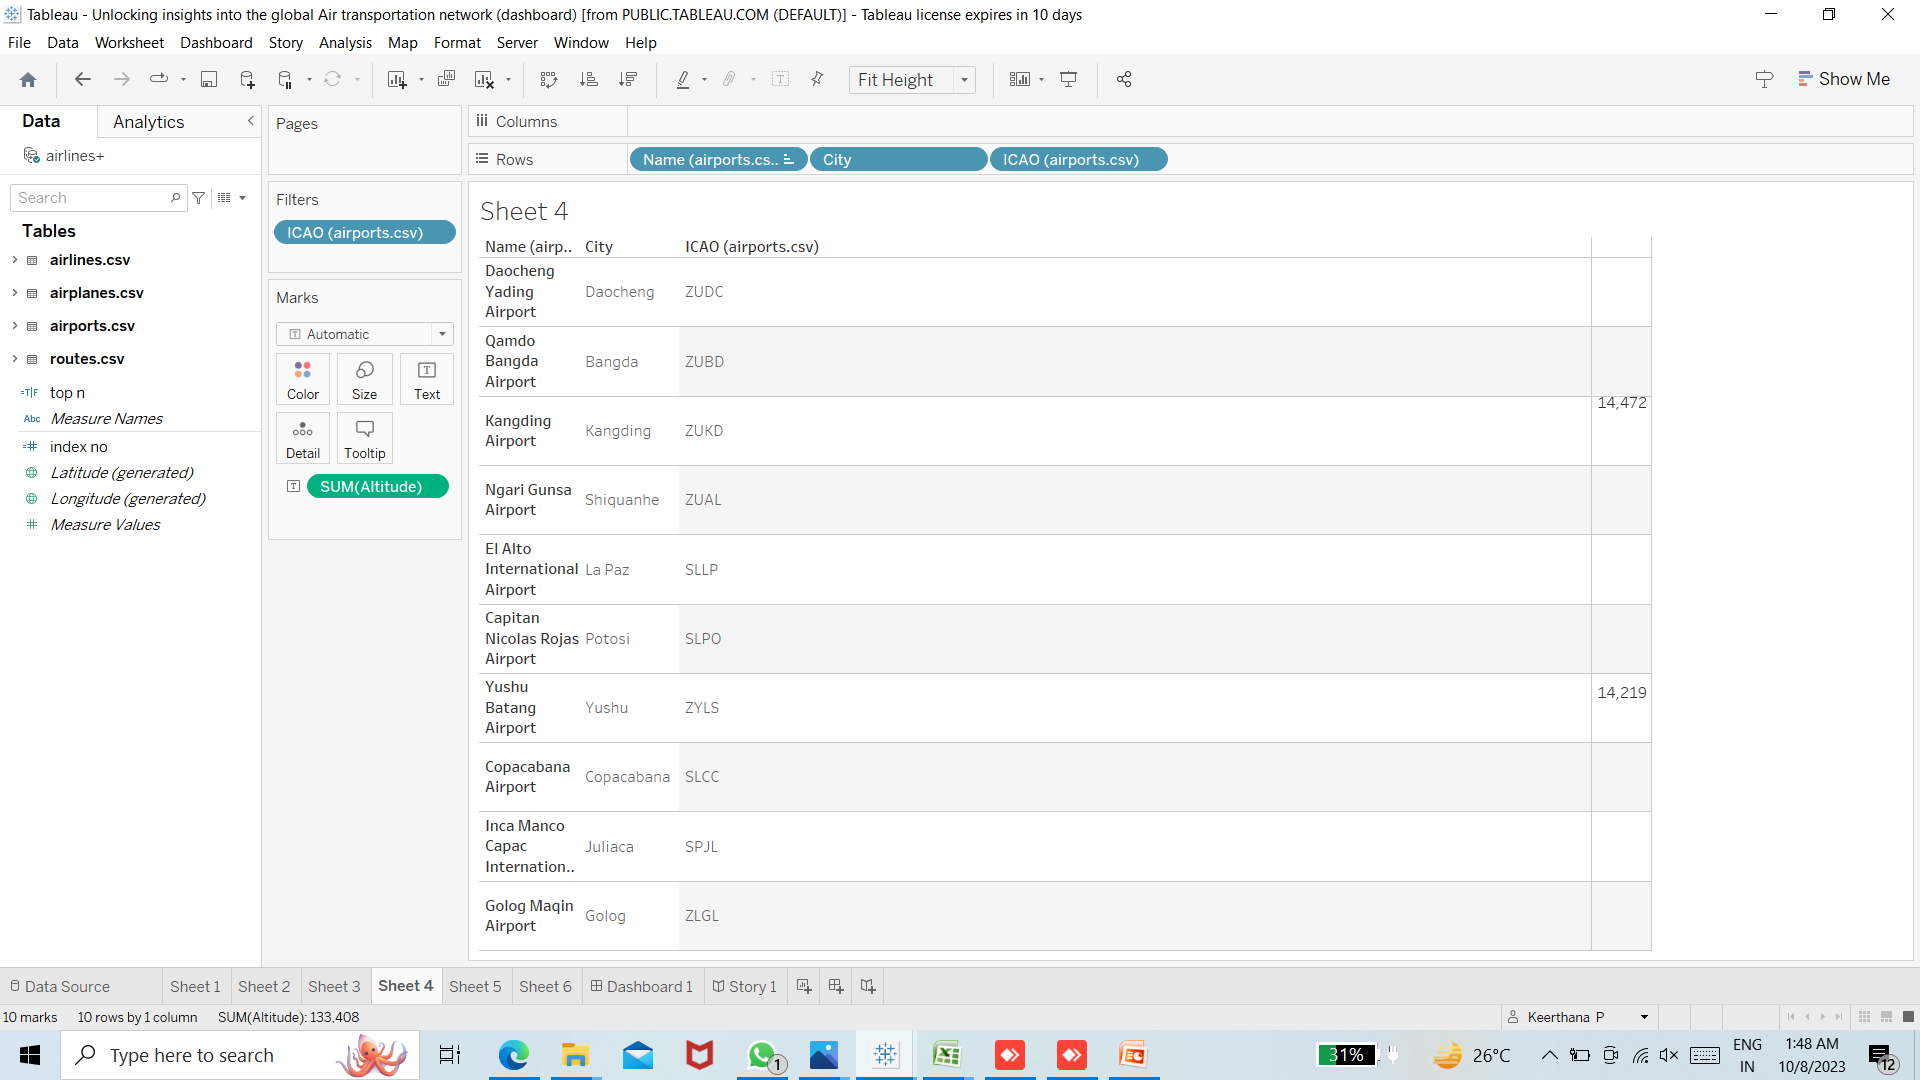 Tableau - Unlocking insights into the global Air transportation network (dashboard) [from PUBLIC.TABLEAU.COM (DEFAULT)] - Tableau license expires in 10 days
File Data Worksheet Dashboard Story Analysis Map Format Server Window Help
Fit Height
Show Me
Data Analytics
airlines+
Search
Tables
airlines.csv
airplanes.csv
airports.csv
routes.csv
=T|F top n
Abc Measure Names
=# index no
Latitude (generated)
Longitude (generated)
# Measure Values
Pages
Filters
ICAO (airports.csv)
Marks
T Automatic
Color Size Text
Detail Tooltip
T SUM(Altitude)
Columns
Rows Name (airports.cs.. City ICAO (airports.csv)
Sheet 4
Name (airp.. City ICAO (airports.csv)
Daocheng
Yading
Airport
Daocheng ZUDC
Qamdo
Bangda
Airport
Bangda ZUBD
14,472
Kangding
Airport
Kangding ZUKD
Ngari Gunsa
Airport
Shiquanhe ZUAL
El Alto
International
Airport
La Paz SLLP
Capitan
Nicolas Rojas
Airport
Potosi SLPO
Yushu
Batang
Airport
Yushu ZYLS
14,219
Copacabana
Airport
Copacabana SLCC
Inca Manco
Capac
Internation..
Juliaca SPJL
Golog Maqin
Airport
Golog ZLGL
Data Source Sheet 1 Sheet 2 Sheet 3 Sheet 4 Sheet 5 Sheet 6 Dashboard 1 Story 1
10 marks 10 rows by 1 column SUM(Altitude): 133,408
Keerthana P
Type here to search
1
31%
26°C
ENG
IN
1:48 AM
10/8/2023
12